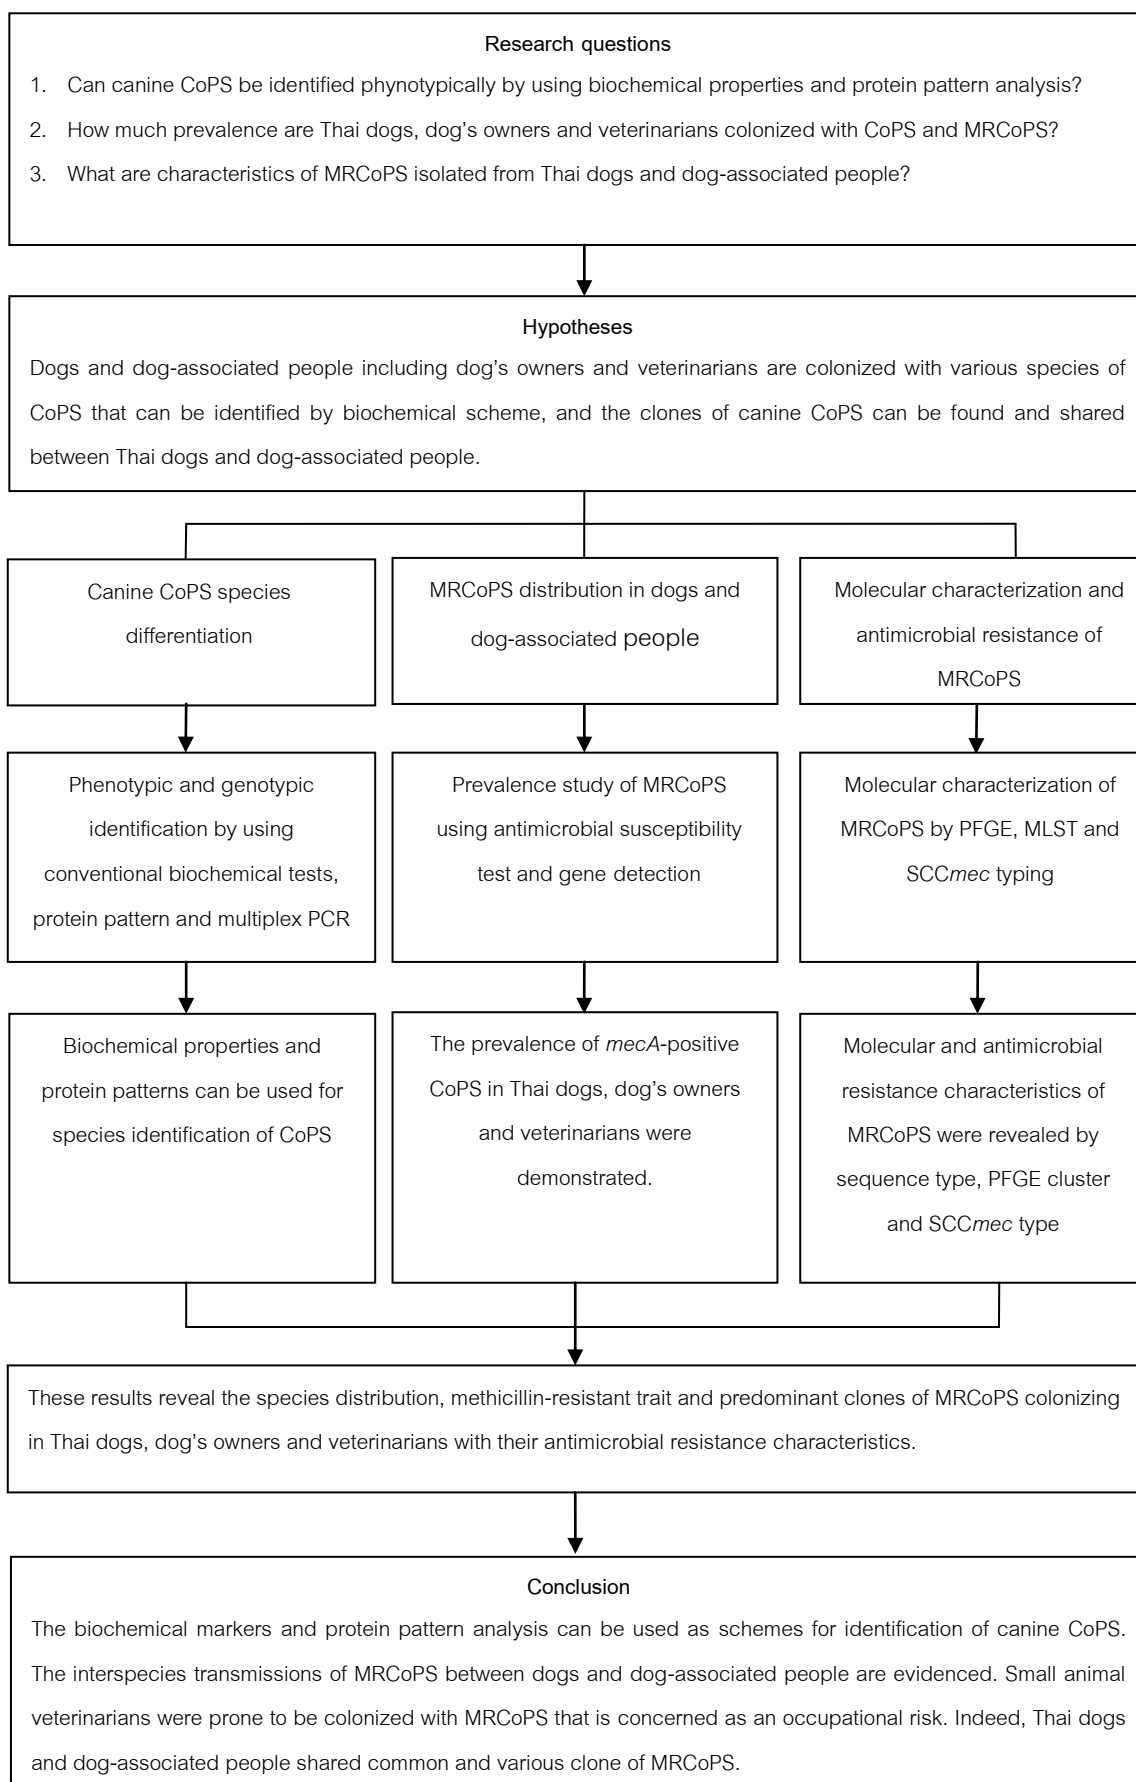 Research questions
1. Can canine CoPS be identified phynotypically by using biochemical properties and protein pattern analysis?
2. How much prevalence are Thai dogs, dog's owners and veterinarians colonized with CoPS and MRCoPS?
3. What are characteristics of MRCoPS isolated from Thai dogs and dog-associated people?
Hypotheses
Dogs and dog-associated people including dog's owners and veterinarians are colonized with various species of
CoPS that can be identified by biochemical scheme, and the clones of canine CoPS can be found and shared
between Thai dogs and dog-associated people.
Canine CoPS species
differentiation
MRCoPS distribution in dogs and
dog-associated people
Molecular characterization and
antimicrobial resistance of
MRCoPS
Phenotypic and genotypic
identification by using
conventional biochemical tests,
protein pattern and multiplex PCR
Prevalence study of MRCoPS
using antimicrobial susceptibility
test and gene detection
Molecular characterization of
MRCoPS by PFGE, MLST and
SCCmec typing
Biochemical properties and
protein patterns can be used for
species identification of CoPS
The prevalence of mecA-positive
CoPS in Thai dogs, dog's owners
and veterinarians were
demonstrated.
Molecular and antimicrobial
resistance characteristics of
MRCoPS were revealed by
sequence type, PFGE cluster
and SCCmec type
These results reveal the species distribution, methicillin-resistant trait and predominant clones of MRCoPS colonizing
in Thai dogs, dog's owners and veterinarians with their antimicrobial resistance characteristics.
Conclusion
The biochemical markers and protein pattern analysis can be used as schemes for identification of canine CoPS.
The interspecies transmissions of MRCoPS between dogs and dog-associated people are evidenced. Small animal
veterinarians were prone to be colonized with MRCoPS that is concerned as an occupational risk. Indeed, Thai dogs
and dog-associated people shared common and various clone of MRCoPS.